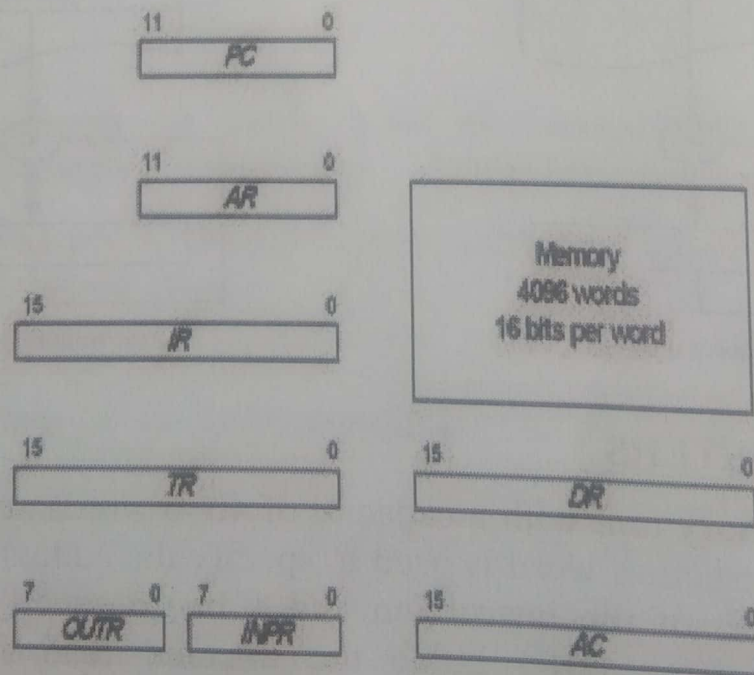 11 0
PC
11 0
AR
Memory
4096 words
16 bits per word
15 0
IR
15 0
TR
15 0
DR
7 0
OUTR
7 0
INPR
15 0
AC